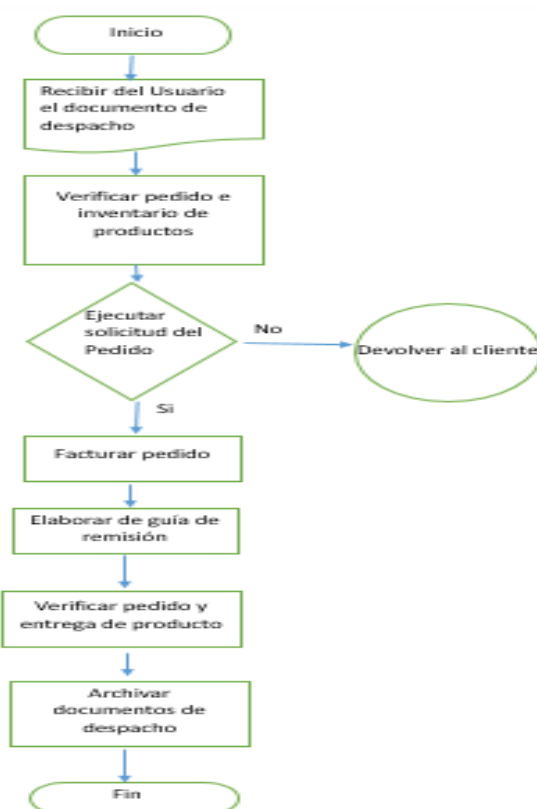 Inicio
Recibir del Usuario
el documento de
despacho
Verificar pedido e
inventario de
productos
Ejecutar
solicitud del
Pedido
No
Devolver al cliente
Si
Facturar pedido
Elaborar de guía de
remisión
Verificar pedido y
entrega de producto
Archivar
documentos de
despacho
Fin